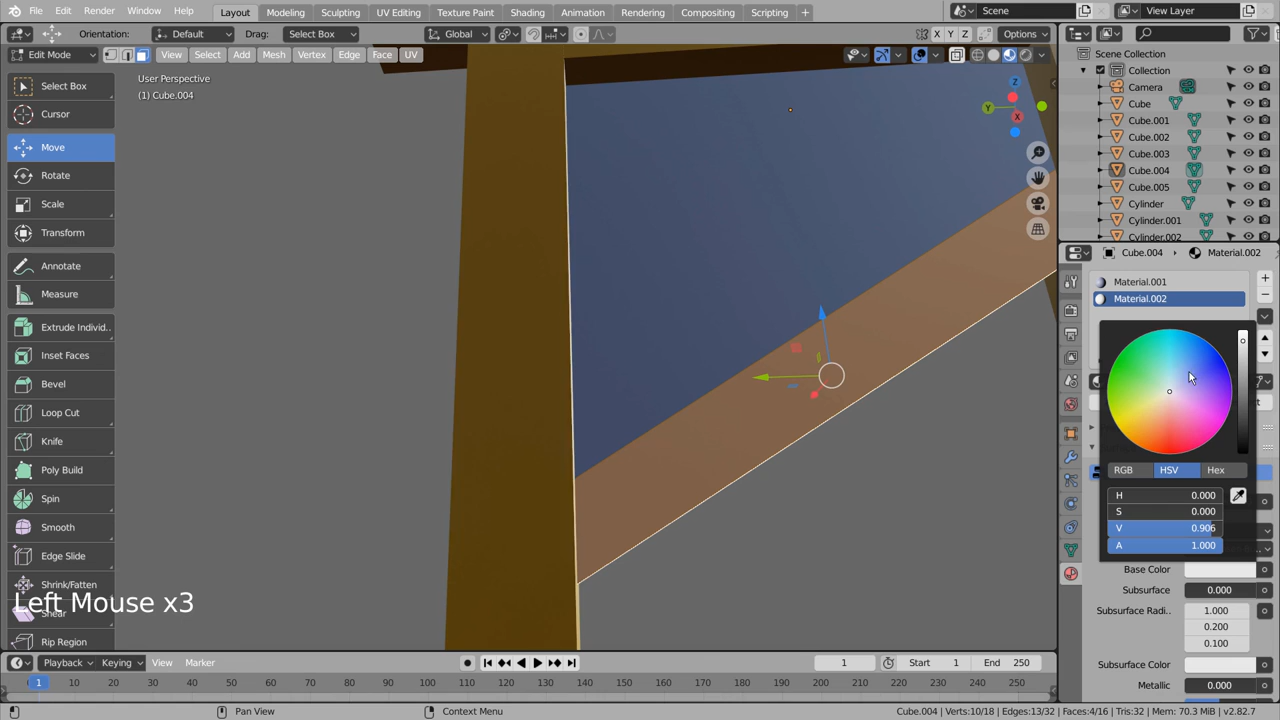 File Edit Render Window Help Layout Modeling Sculpting UV Editing Texture Paint Shading Animation Rendering Compositing Scripting + Scene View Layer
Orientation: Default Drag: Select Box Global X Y Z Options
Edit Mode View Select Add Mesh Vertex Edge Face UV
User Perspective
(1) Cube.004
Select Box
Cursor
Move
Rotate
Scale
Transform
Annotate
Measure
Extrude Individ..
Inset Faces
Bevel
Loop Cut
Knife
Poly Build
Spin
Smooth
Edge Slide
Shrink/Fatten
Shear
Rip Region
Left Mouse x3
Z
Y
X
Scene Collection
Collection
Camera
Cube
Cube.001
Cube.002
Cube.003
Cube.004
Cube.005
Cylinder
Cylinder.001
Cylinder.002
Cube.004 Material.002
Material.001
Material.002
RGB HSV Hex
H 0.000
S 0.000
V 0.906
A 1.000
Base Color
Subsurface 0.000
Subsurface Radi.. 1.000
0.200
0.100
Subsurface Color
Metallic 0.000
Playback Keying View Marker 1 Start 1 End 250
1 10 20 30 40 50 60 70 80 90 100 110 120 130 140 150 160 170 180 190 200 210 220 230 240 250
Pan View Context Menu Cube.004 | Verts:10/18 | Edges:13/32 | Faces:4/16 | Tris:32 | Mem: 70.3 MiB | v2.82.7